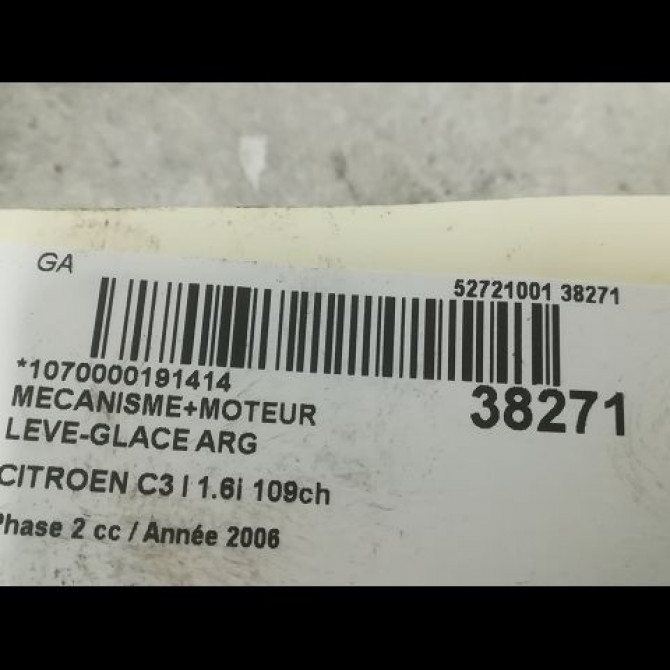 GA
52721001 38271
*1070000191414
38271
MECANISME+MOTEUR
LEVE-GLACE ARG
CITROEN C3 I 1.6i 109ch
Phase 2 cc / Année 2006